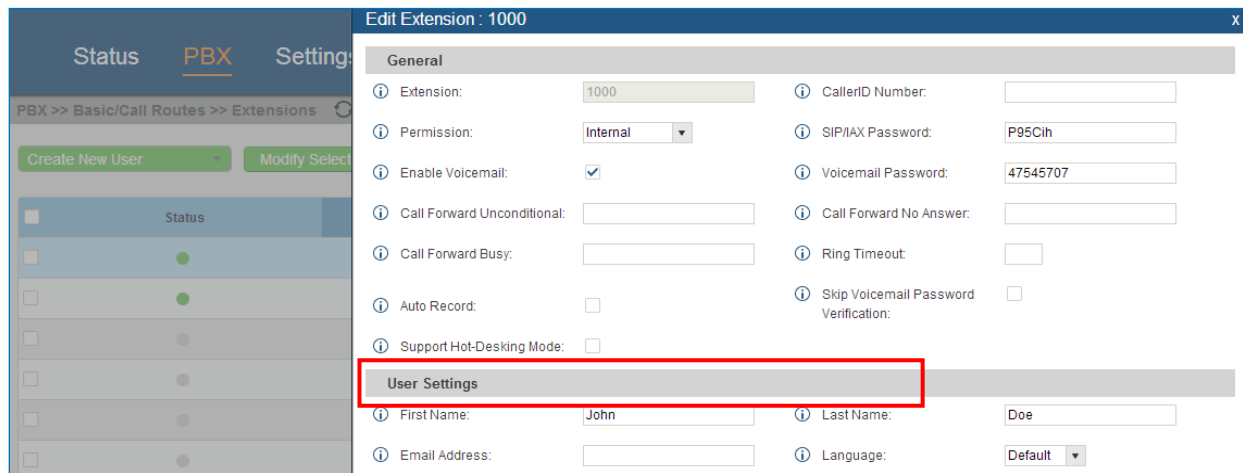 Edit Extension : 1000 X
Status PBX Settings
General
Extension: 1000 CallerID Number:
PBX >> Basic/Call Routes >> Extensions
Permission: Internal SIP/IAX Password: P95Cih
Create New User Modify Select
Enable Voicemail: Voicemail Password: 47545707
Status
Call Forward Unconditional: Call Forward No Answer:
Call Forward Busy: Ring Timeout:
Auto Record: Skip Voicemail Password
Verification:
Support Hot-Desking Mode:
User Settings
First Name: John Last Name: Doe
Email Address: Language: Default